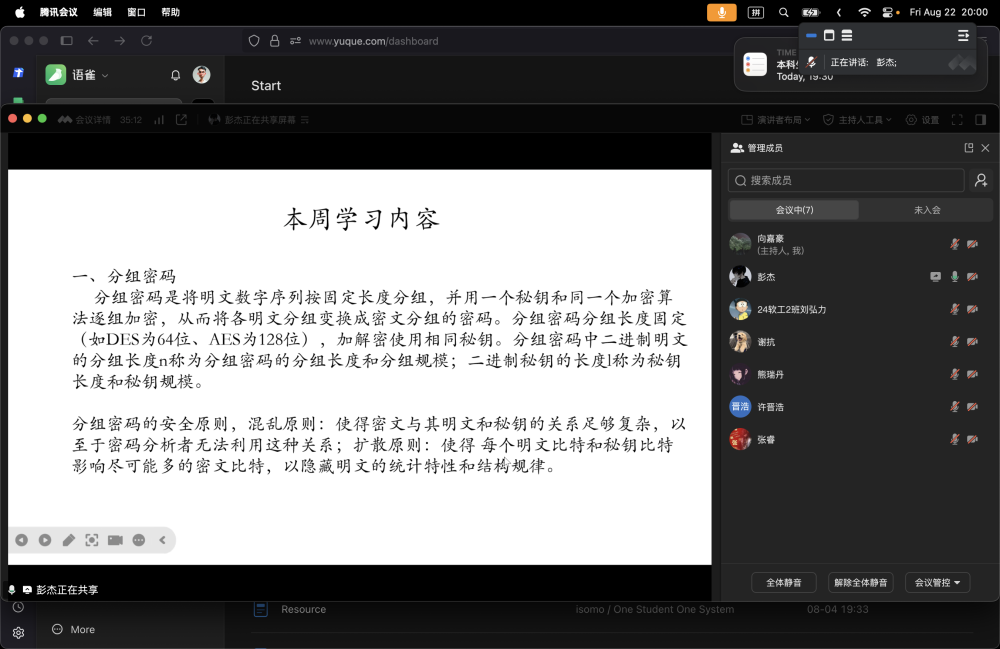 腾讯会议 编辑 窗口 帮助
拼
Fri Aug 22 20:00
www.yuque.com/dashboard
语雀
Start
TIME
本科
Today, 19:30
正在讲话: 彭杰;
会议详情 35:12 彭杰正在共享屏幕
演讲者布局 主持人工具 设置
本周学习内容
一、分组密码
分组密码是将明文数字序列按固定长度分组，并用一个秘钥和同一个加密算
法逐组加密，从而将各明文分组变换成密文分组的密码。分组密码分组长度固定
（如DES为64位、AES为128位），加解密使用相同秘钥。分组密码中二进制明文
的分组长度n称为分组密码的分组长度和分组规模；二进制秘钥的长度l称为秘钥
长度和秘钥规模。
分组密码的安全原则，混乱原则：使得密文与其明文和秘钥的关系足够复杂，以
至于密码分析者无法利用这种关系；扩散原则：使得 每个明文比特和秘钥比特
影响尽可能多的密文比特，以隐藏明文的统计特性和结构规律。
彭杰正在共享
管理成员
搜索成员
会议中(7) 未入会
向嘉豪
(主持人, 我)
彭杰
24软工2班刘弘力
谢抗
熊瑞丹
晋浩 许晋浩
张睿
全体静音 解除全体静音 会议管控
Resource isomo / One Student One System 08-04 19:33
More